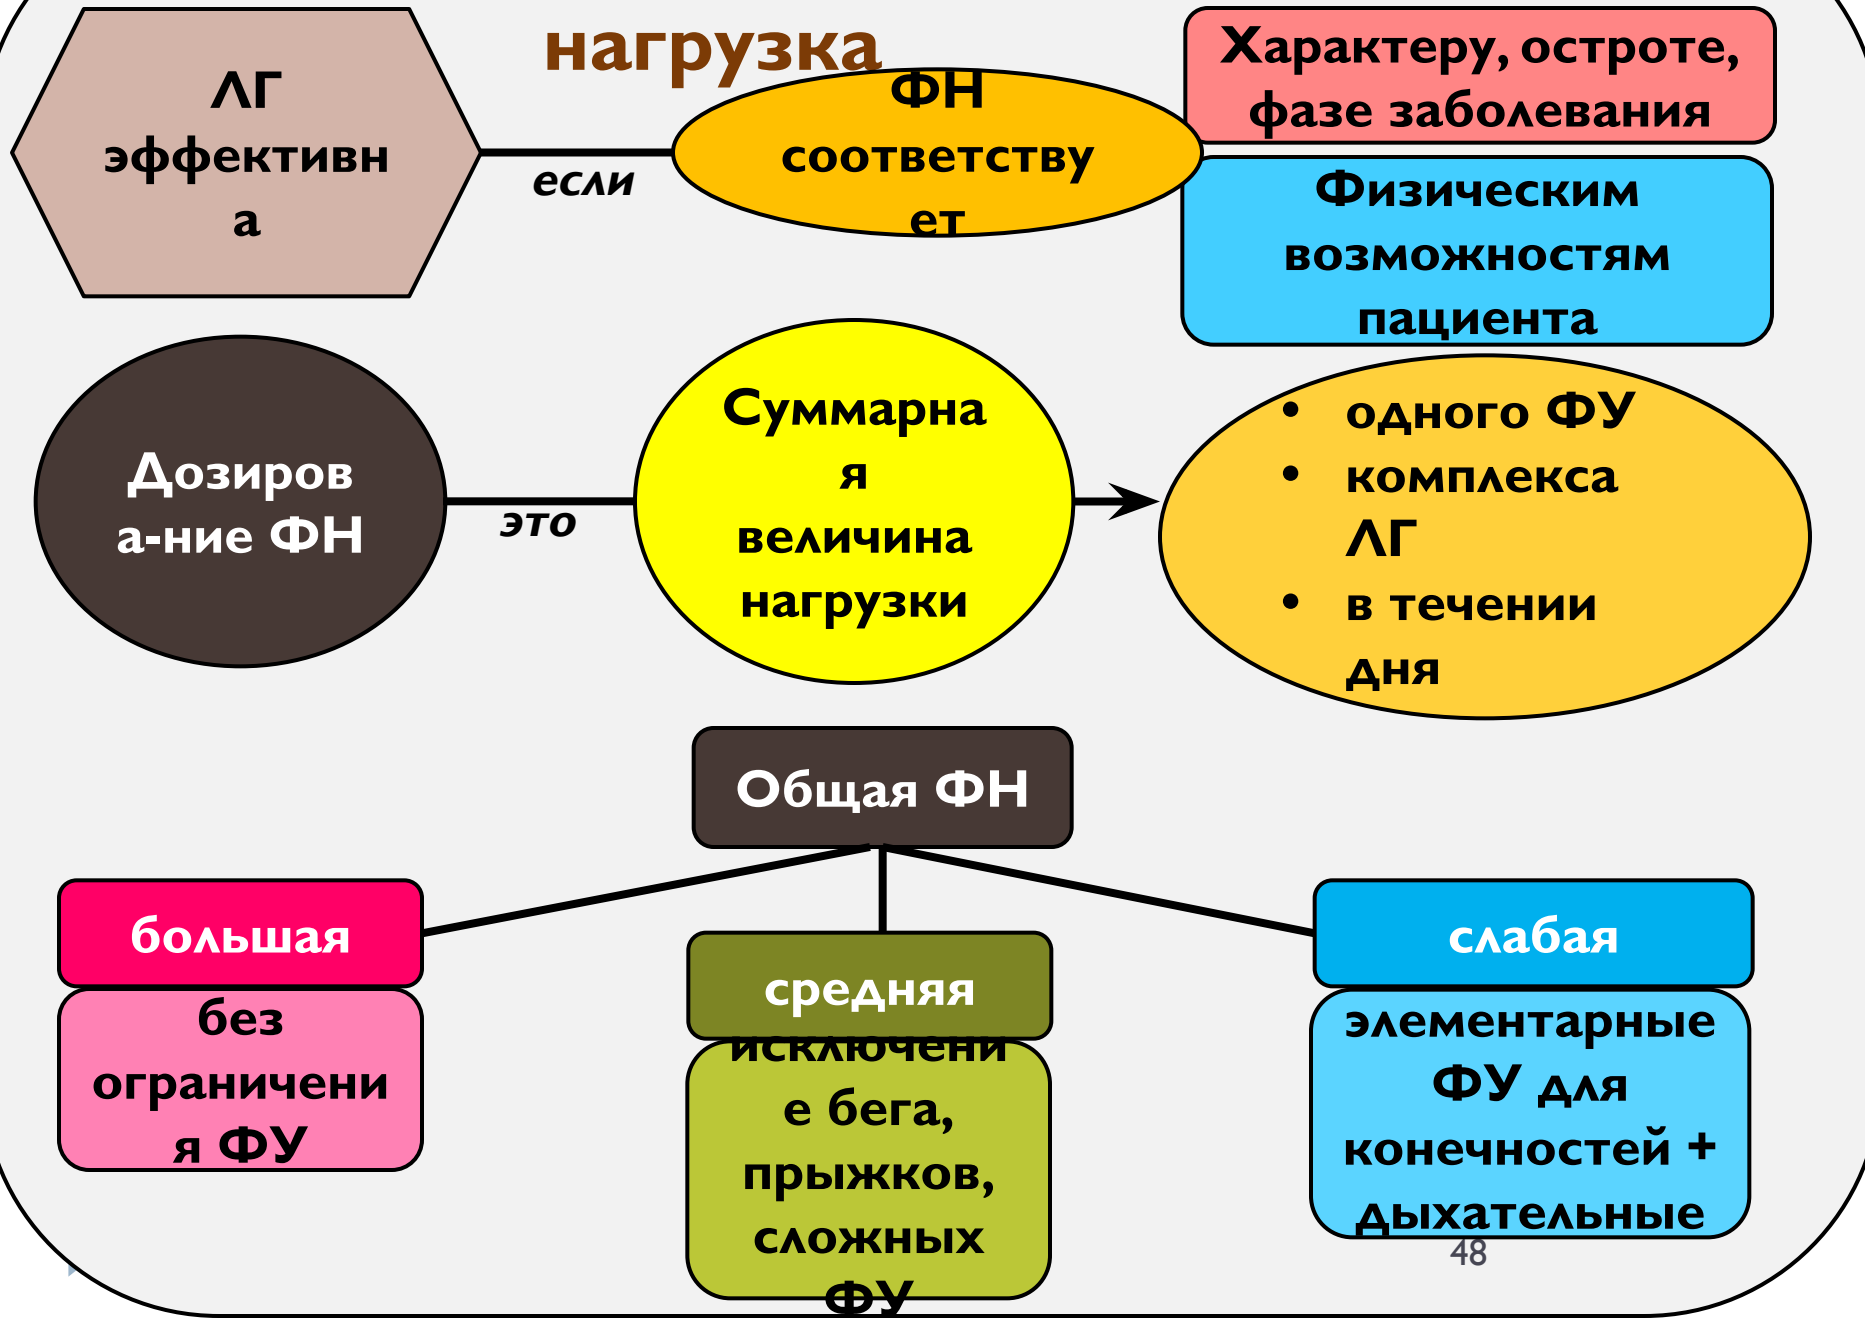 нагрузка
ЛГ
эффективн
а
если
ФН
соответству
ет
Характеру, остроте,
фазе заболевания
Физическим
возможностям
пациента
Дозиров
а-ние ФН
это
Суммарна
я
величина
нагрузки
• одного ФУ
• комплекса
ЛГ
• в течении
дня
Общая ФН
большая
без
ограничени
я ФУ
средняя
исключени
е бега,
прыжков,
сложных
ФУ
слабая
элементарные
ФУ для
конечностей +
дыхательные
48